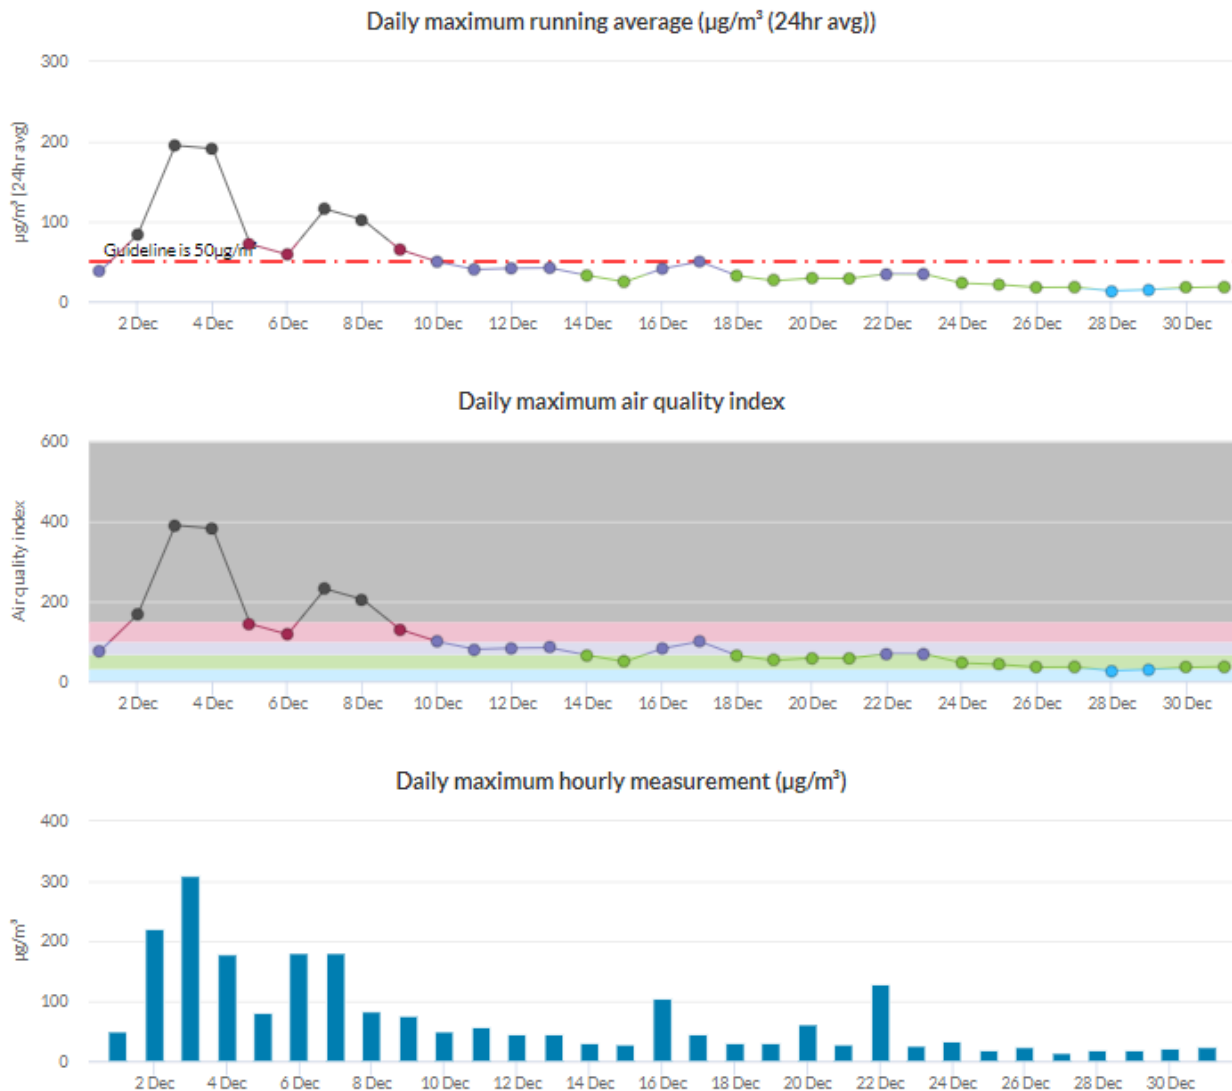 Daily maximum running average (µg/m³ (24hr avg))
300
200
100
0
µg/m³ (24hr avg)
Guideline is 50µg/m³
2 Dec 4 Dec 6 Dec 8 Dec 10 Dec 12 Dec 14 Dec 16 Dec 18 Dec 20 Dec 22 Dec 24 Dec 26 Dec 28 Dec 30 Dec
Daily maximum air quality index
600
400
200
0
Air quality index
2 Dec 4 Dec 6 Dec 8 Dec 10 Dec 12 Dec 14 Dec 16 Dec 18 Dec 20 Dec 22 Dec 24 Dec 26 Dec 28 Dec 30 Dec
Daily maximum hourly measurement (µg/m³)
400
300
200
100
0
µg/m³
2 Dec 4 Dec 6 Dec 8 Dec 10 Dec 12 Dec 14 Dec 16 Dec 18 Dec 20 Dec 22 Dec 24 Dec 26 Dec 28 Dec 30 Dec